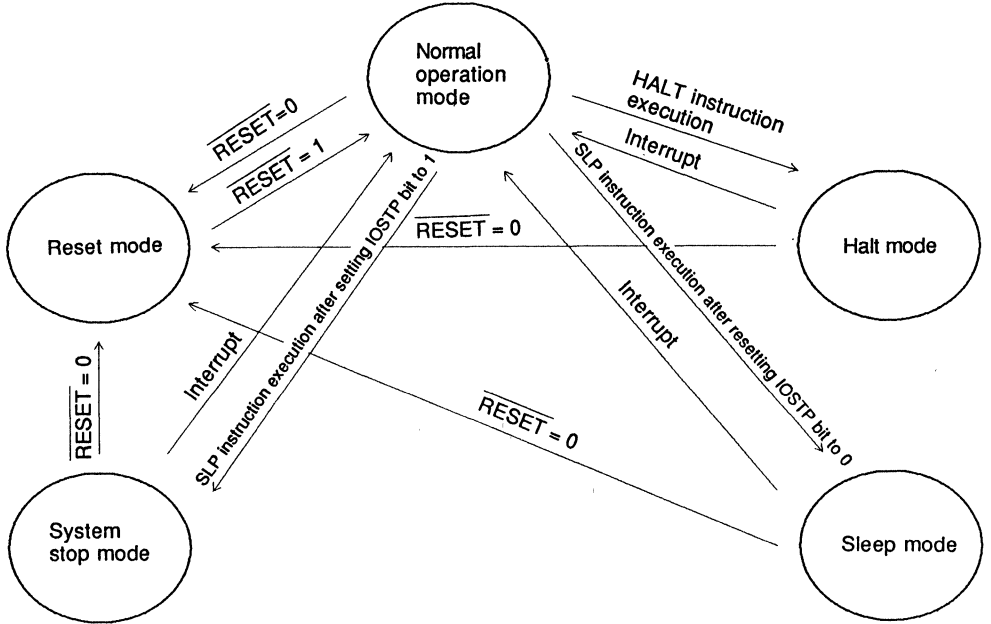 Normal
operation
mode
RESET=0
RESET = 1
HALT instruction
execution
Interrupt
Reset mode
RESET = 0
Halt mode
SLP instruction execution after setting IOSTP bit to 1
SLP instruction execution after resetting IOSTP bit to 0
Interrupt
Interrupt
RESET = 0
RESET = 0
System
stop mode
Sleep mode